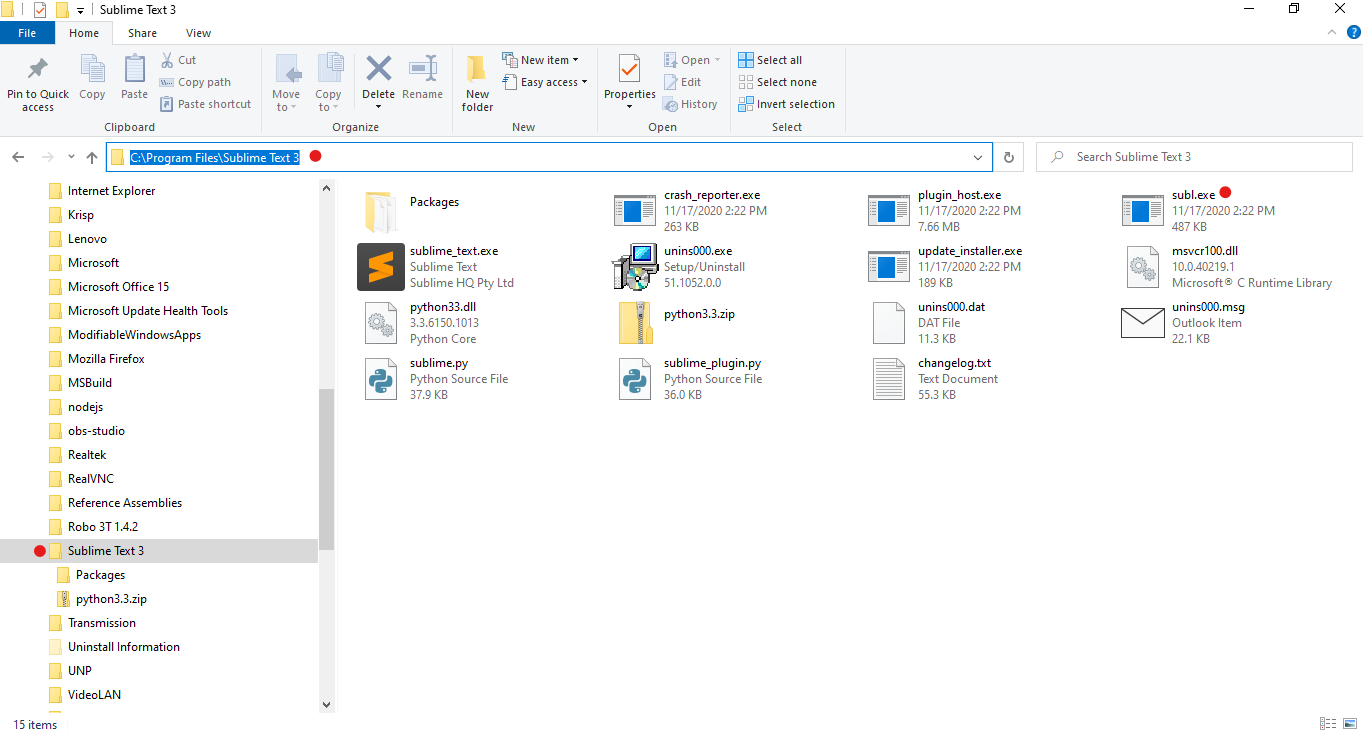 Sublime Text 3
File
Home
Share
View
Pin to Quick
access
Copy
Paste
Cut
Copy path
Paste shortcut
Clipboard
Move
to
Copy
to
Delete
Rename
Organize
New
folder
New item
Easy access
New
Properties
Open
Edit
History
Open
Select all
Select none
Invert selection
Select
C:\Program Files\Sublime Text 3
Search Sublime Text 3
Internet Explorer
Krisp
Lenovo
Microsoft
Microsoft Office 15
Microsoft Update Health Tools
ModifiableWindowsApps
Mozilla Firefox
MSBuild
nodejs
obs-studio
Realtek
RealVNC
Reference Assemblies
Robo 3T 1.4.2
Sublime Text 3
Packages
python3.3.zip
Transmission
Uninstall Information
UNP
VideoLAN
Packages
crash_reporter.exe
11/17/2020 2:22 PM
263 KB
plugin_host.exe
11/17/2020 2:22 PM
7.66 MB
subl.exe
11/17/2020 2:22 PM
487 KB
sublime_text.exe
Sublime Text
Sublime HQ Pty Ltd
unins000.exe
Setup/Uninstall
51.1052.0.0
update_installer.exe
11/17/2020 2:22 PM
189 KB
msvcr100.dll
10.0.40219.1
Microsoft® C Runtime Library
python33.dll
3.3.6150.1013
Python Core
python3.3.zip
unins000.dat
DAT File
11.3 KB
unins000.msg
Outlook Item
22.1 KB
sublime.py
Python Source File
37.9 KB
sublime_plugin.py
Python Source File
36.0 KB
changelog.txt
Text Document
55.3 KB
15 items